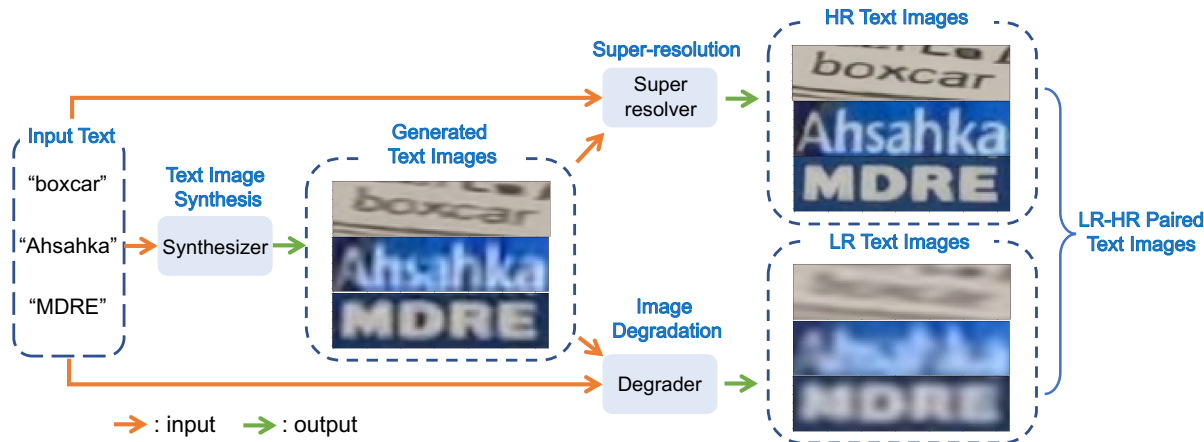 HR Text Images
Super-resolution
Super
resolver
boxcar
Ahsahka
MDRE
Input Text
"boxcar"
"Ahsahka"
"MDRE"
Text Image
Synthesis
Synthesizer
Generated
Text Images
boxcar
Ahsahka
MDRE
LR-HR Paired
Text Images
LR Text Images
Image
Degradation
Degrader
boxcar
Ahsahka
MDRE
: input
: output